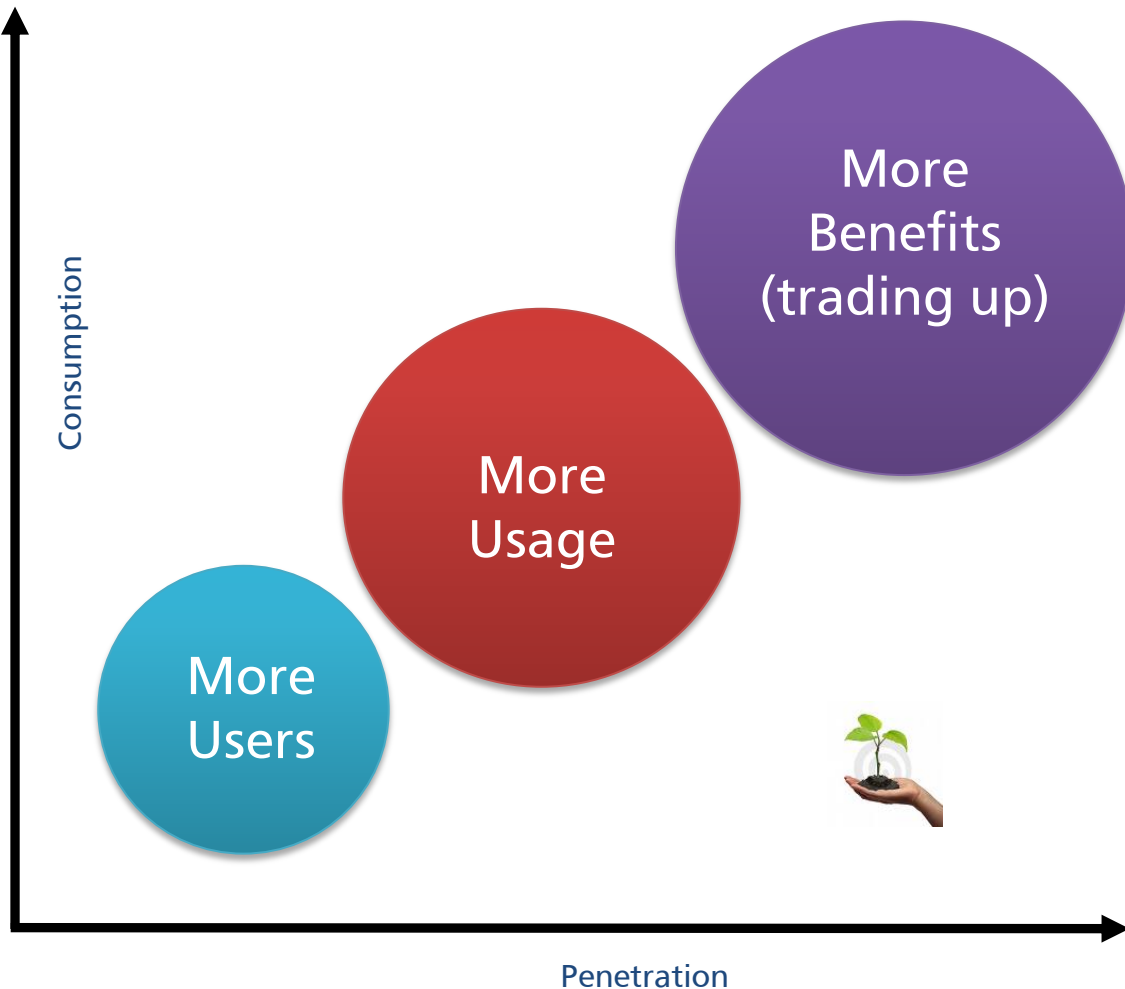 More
Benefits
(trading up)
Consumption
More
Usage
More
Users
Penetration